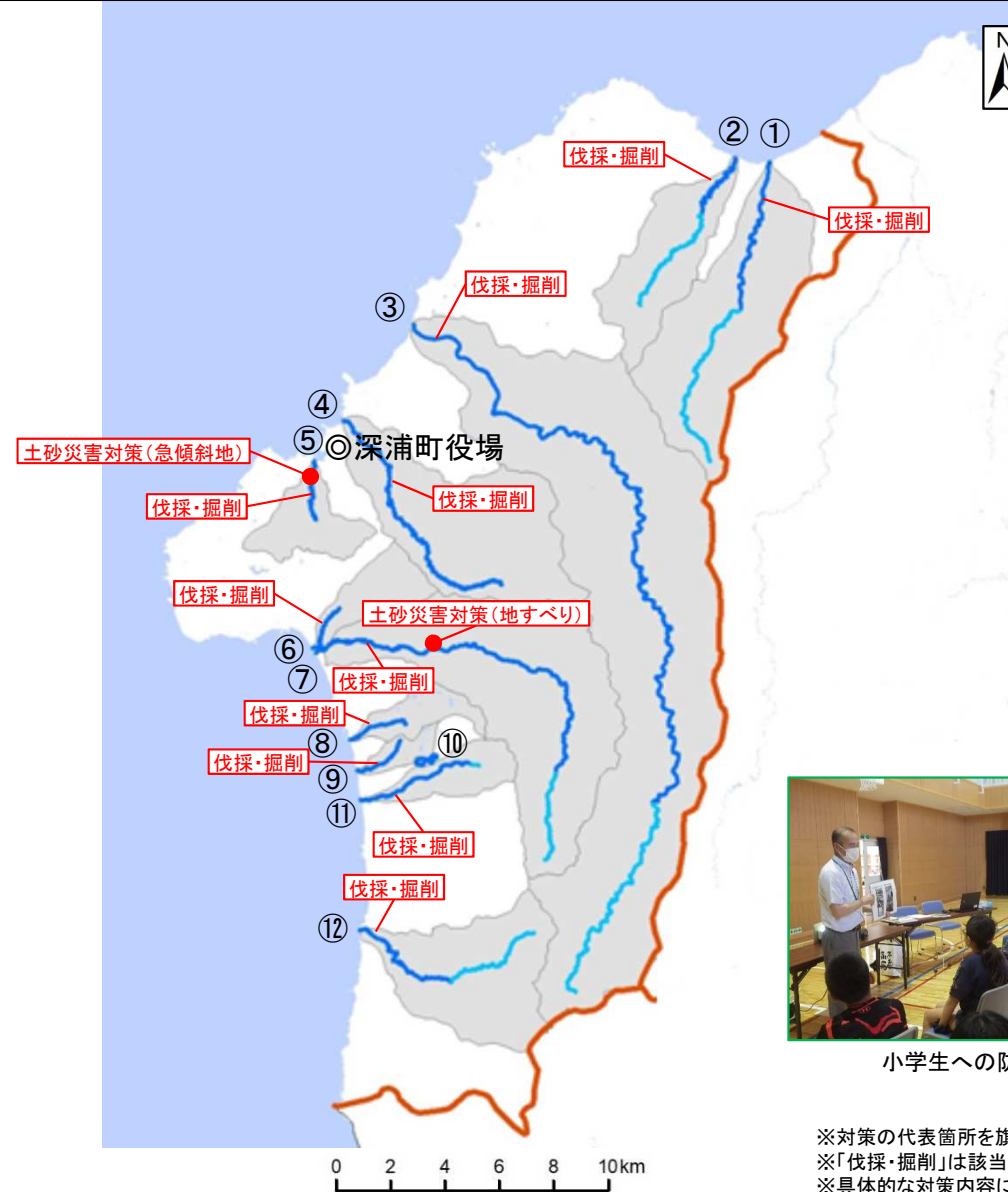 N
② ①
伐採・掘削
伐採・掘削
伐採・掘削
③
④
⑤ ◎深浦町役場
土砂災害対策(急傾斜地)
伐採・掘削
伐採・掘削
伐採・掘削
土砂災害対策(地すべり)
⑥
⑦
伐採・掘削
伐採・掘削
⑧
⑩
伐採・掘削
⑨
⑪
伐採・掘削
伐採・掘削
⑫
小学生への防
※対策の代表箇所を旗
※「伐採・掘削」は該当
※具体的な対策内容に
0 2 4 6 8 10km